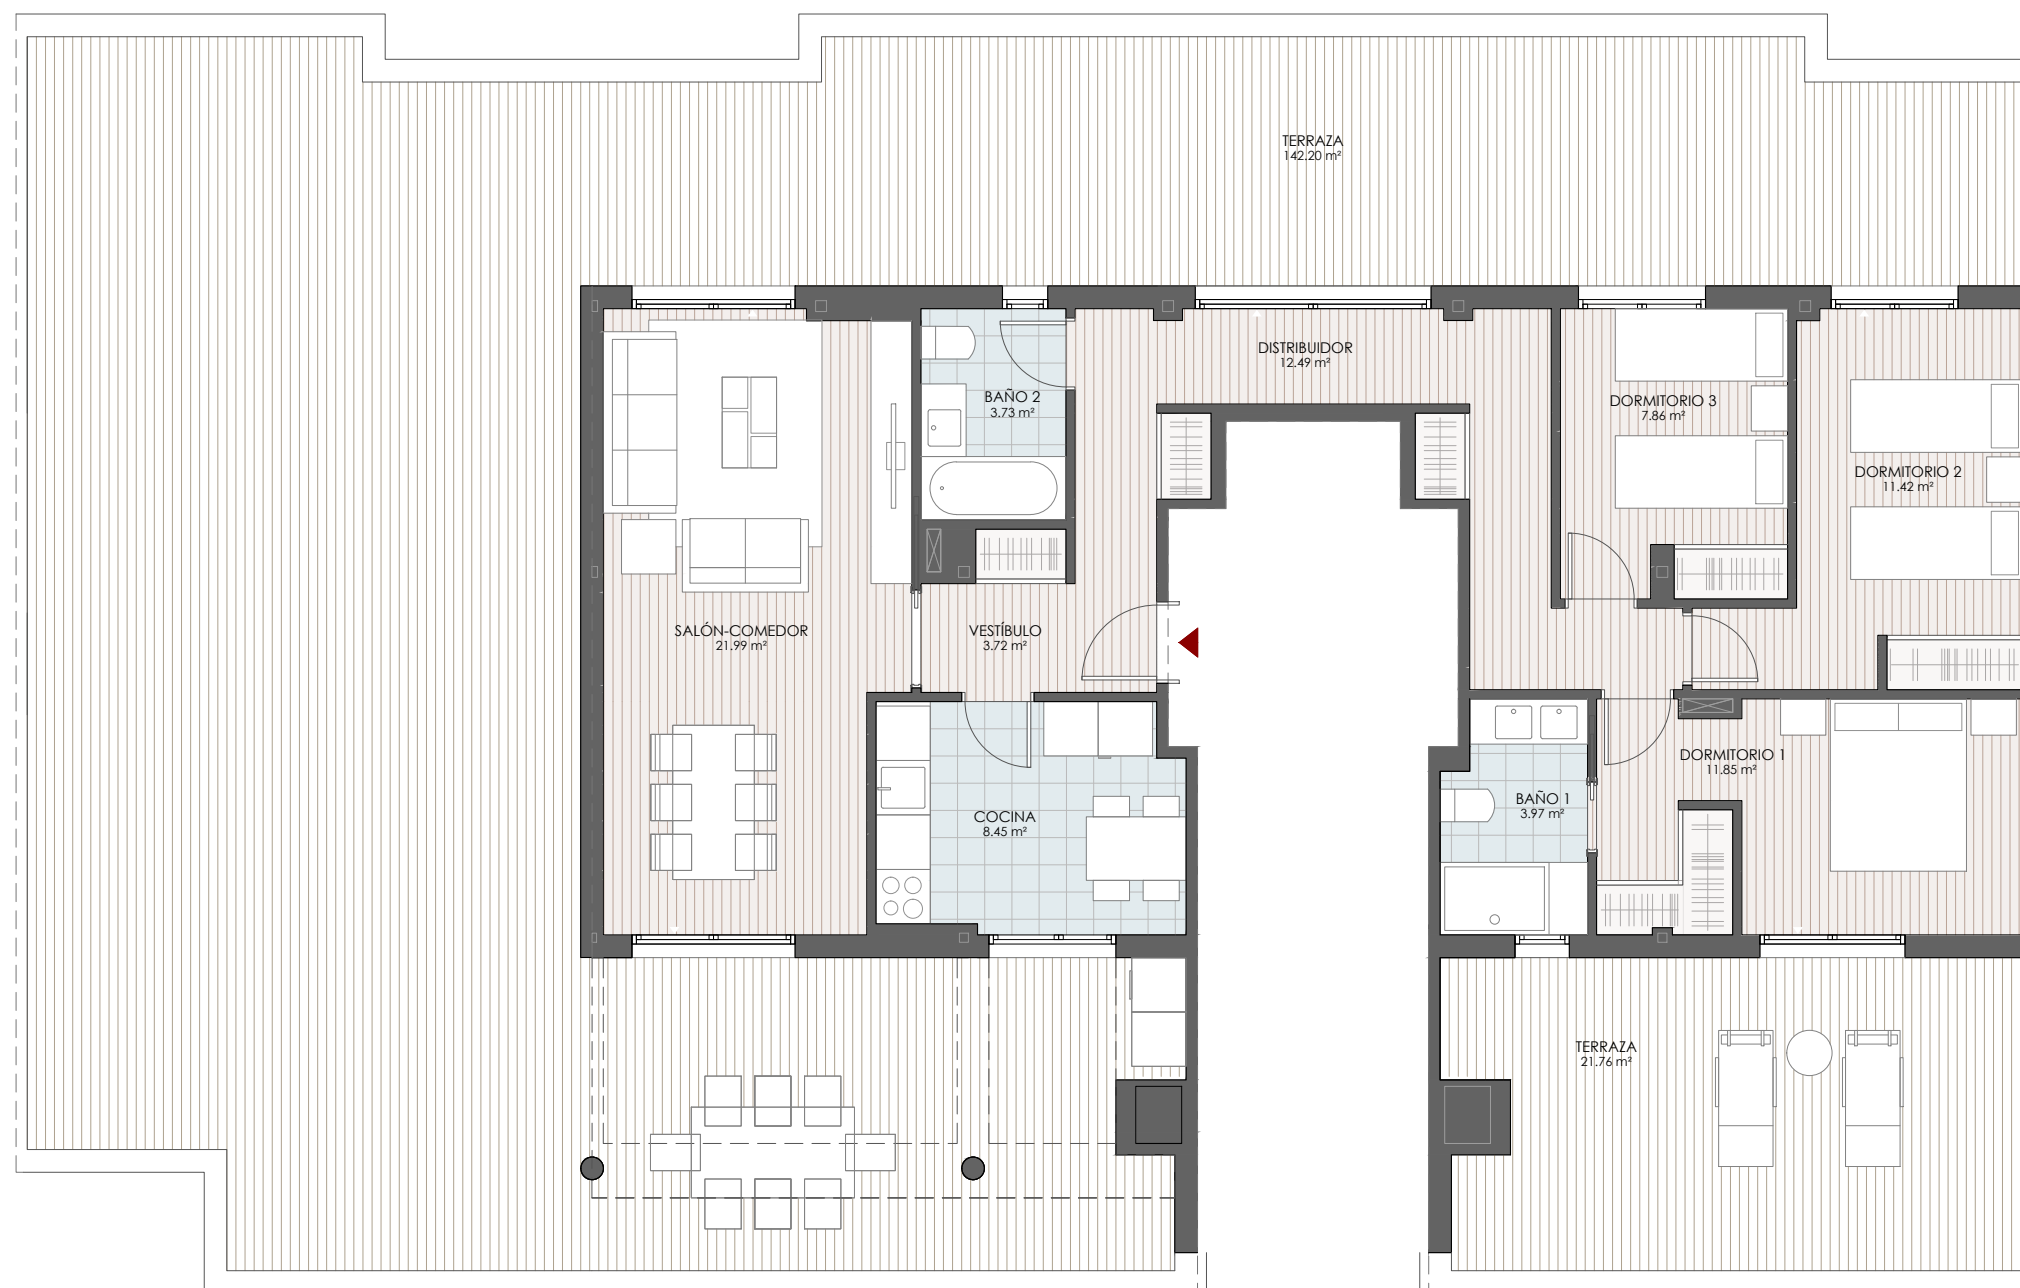 TERRAZA
142.20 m²
DISTRIBUIDOR
12.49 m²
BAÑO 2
3.73 m²
DORMITORIO 3
7.86 m²
DORMITORIO 2
11.42 m²
SALÓN-COMEDOR
21.99 m²
VESTÍBULO
3.72 m²
DORMITORIO 1
11.85 m²
BAÑO 1
3.97 m²
COCINA
8.45 m²
TERRAZA
21.76 m²